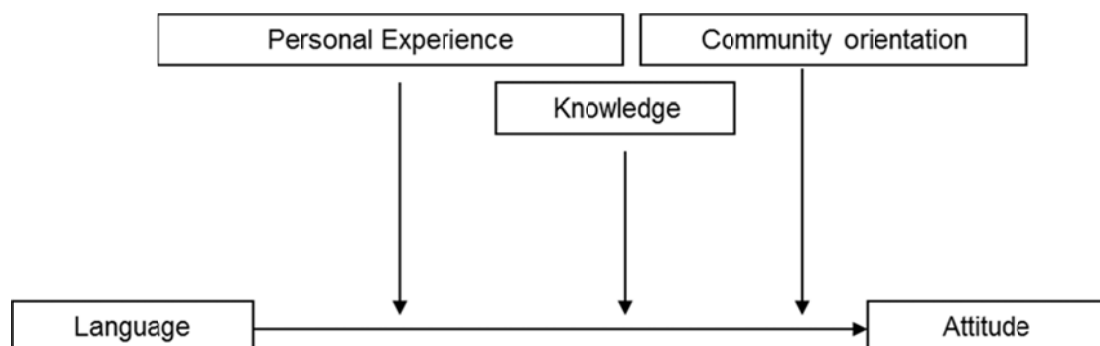 Personal Experience
Community orientation
Knowledge
Language
Attitude